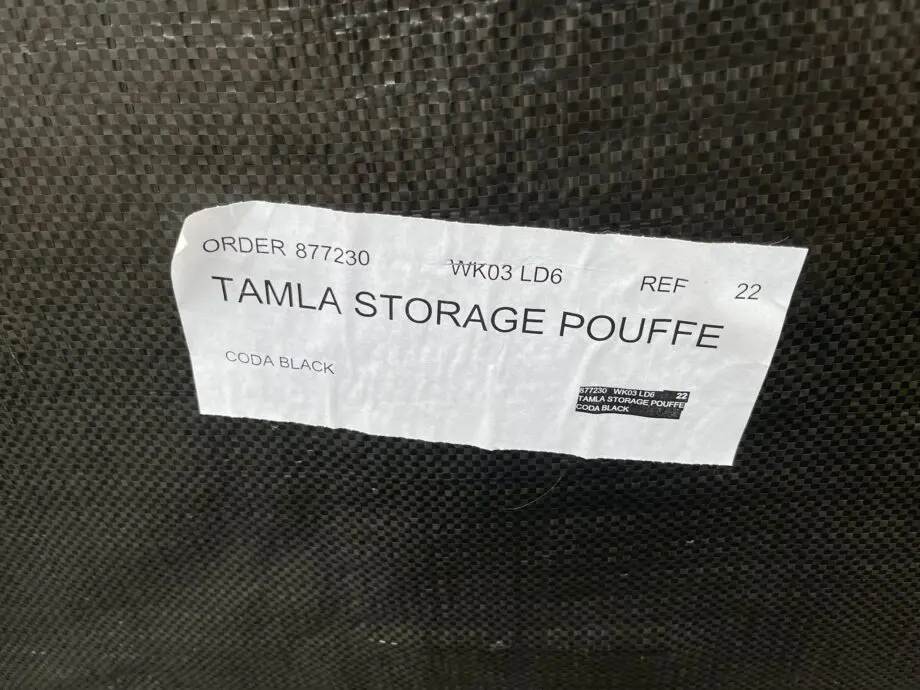 ORDER 877230 WK03 LD6 REF 22
TAMLA STORAGE POUFFE
CODA BLACK
877230 WK03 LD6 22
TAMLA STORAGE POUFFE
CODA BLACK